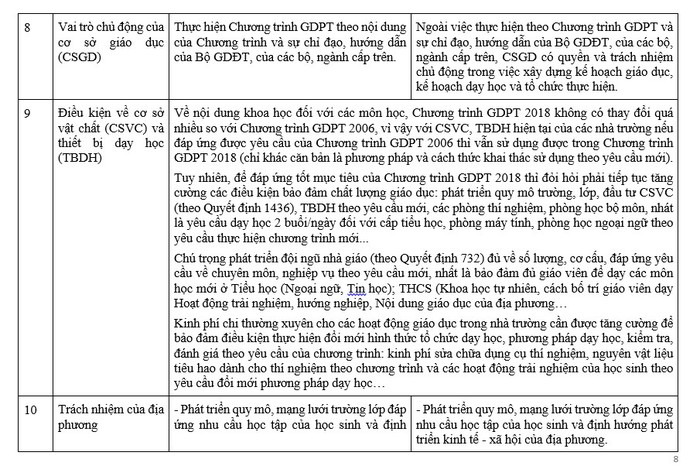 8
Vai trò chủ động của
cơ sở giáo dục
(CSGD)
Thực hiện Chương trình GDPT theo nội dung
của Chương trình và sự chỉ đạo, hướng dẫn
của Bộ GDĐT, của các bộ, ngành cấp trên.
Ngoài việc thực hiện theo Chương trình GDPT và
sự chỉ đạo, hướng dẫn của Bộ GDĐT, của các bộ,
ngành cấp trên, CSGD có quyền và trách nhiệm
chủ động trong việc xây dựng kế hoạch giáo dục,
kế hoạch dạy học và tổ chức thực hiện.
9
Điều kiện về cơ sở
vật chất (CSVC) và
thiết bị dạy học
(TBDH)
Về nội dung khoa học đối với các môn học, Chương trình GDPT 2018 không có thay đổi quá
nhiều so với Chương trình GDPT 2006, vì vậy với CSVC, TBDH hiện tại của các nhà trường nếu
đáp ứng được yêu cầu của Chương trình GDPT 2006 thì vẫn sử dụng được trong Chương trình
GDPT 2018 (chỉ khác căn bản là phương pháp và cách thức khai thác sử dụng theo yêu cầu mới).
Tuy nhiên, để đáp ứng tốt mục tiêu của Chương trình GDPT 2018 thì đòi hỏi phải tiếp tục tăng
cường các điều kiện bảo đảm chất lượng giáo dục: phát triển quy mô trường, lớp, đầu tư CSVC
(theo Quyết định 1436), TBDH theo yêu cầu mới, các phòng thí nghiệm, phòng học bộ môn, nhất
là yêu cầu dạy học 2 buổi/ngày đối với cấp tiểu học, phòng máy tính, phòng học ngoại ngữ theo
yêu cầu thực hiện chương trình mới...
Chú trọng phát triển đội ngũ nhà giáo (theo Quyết định 732) đủ về số lượng, cơ cấu, đáp ứng yêu
cầu về chuyên môn, nghiệp vụ theo yêu cầu mới, nhất là bảo đảm đủ giáo viên để dạy các môn
học mới ở Tiểu học (Ngoại ngữ, Tin học); THCS (Khoa học tự nhiên, cách bố trí giáo viên dạy
Hoạt động trải nghiệm, hướng nghiệp, Nội dung giáo dục của địa phương…
Kinh phí chi thường xuyên cho các hoạt động giáo dục trong nhà trường cần được tăng cường để
bảo đảm điều kiện thực hiện đổi mới hình thức tổ chức dạy học, phương pháp dạy học, kiểm tra,
đánh giá theo yêu cầu của chương trình: kinh phí sửa chữa dụng cụ thí nghiệm, nguyên vật liệu
tiêu hao dành cho thí nghiệm theo chương trình và các hoạt động trải nghiệm của học sinh theo
yêu cầu đổi mới phương pháp dạy học…
10
Trách nhiệm của địa
phương
- Phát triển quy mô, mạng lưới trường lớp đáp
ứng nhu cầu học tập của học sinh và định
- Phát triển quy mô, mạng lưới trường lớp đáp ứng
nhu cầu học tập của học sinh và định hướng phát
triển kinh tế - xã hội của địa phương.
8